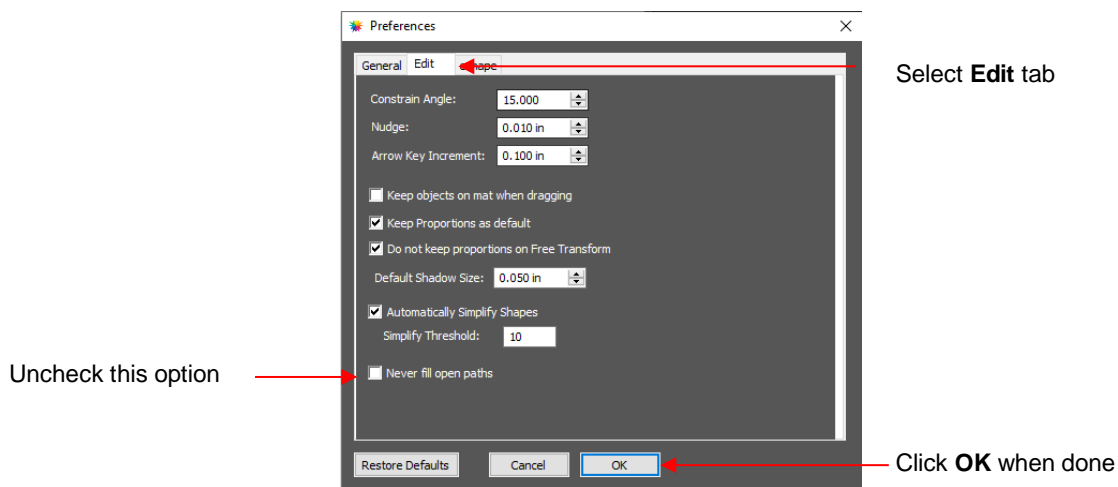 Preferences
General Edit
Select Edit tab
Constrain Angle: 15.000
Nudge: 0.010 in
Arrow Key Increment: 0.100 in
Keep objects on mat when dragging
Keep Proportions as default
Do not keep proportions on Free Transform
Default Shadow Size: 0.050 in
Automatically Simplify Shapes
Simplify Threshold: 10
Uncheck this option
Never fill open paths
Restore Defaults Cancel OK
Click OK when done